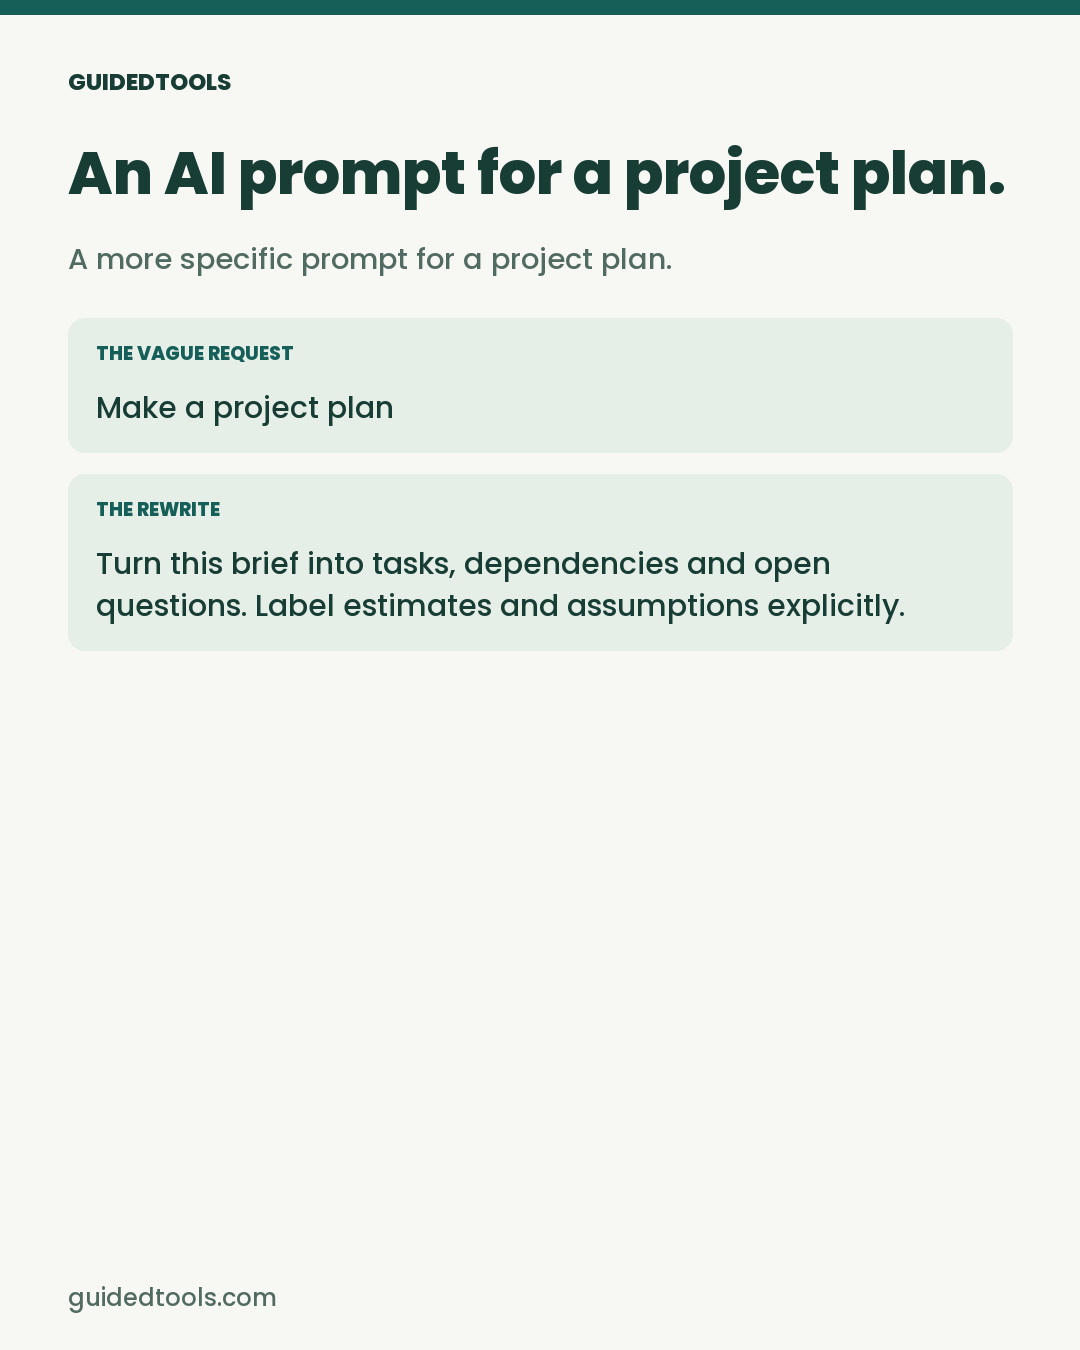 GUIDEDTOOLS
An AI prompt for a project plan.
A more specific prompt for a project plan.
THE VAGUE REQUEST
Make a project plan
THE REWRITE
Turn this brief into tasks, dependencies and open
questions. Label estimates and assumptions explicitly.
guidedtools.com